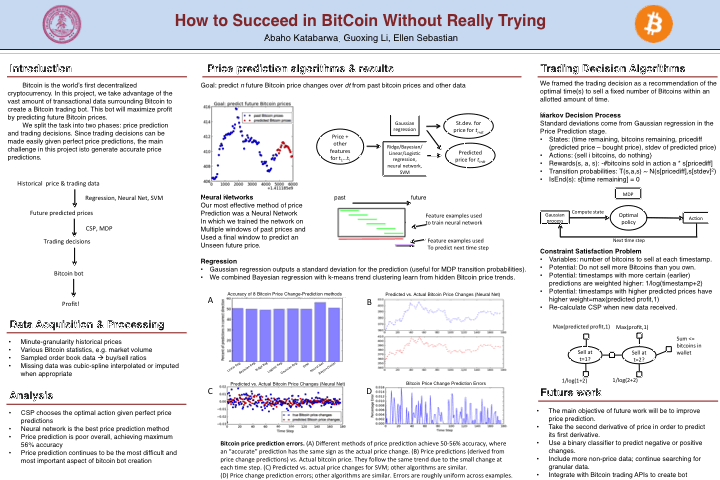 How to Succeed in BitCoin Without Really Trying
Abaho Katabarwa, Guoxing Li, Ellen Sebastian
Introduction
Bitcoin is the world's first decentralized
cryptocurrency. In this project, we take advantage of the
vast amount of transactional data surrounding Bitcoin to
create a Bitcoin trading bot. This bot will maximize profit
by predicting future Bitcoin prices.
We split the task into two phases: price prediction
and trading decisions. Since trading decisions can be
made easily given perfect price predictions, the main
challenge in this project isto generate accurate price
predictions.
Historical price & trading data
Regression, Neural Net, SVM
Future predicted prices
CSP, MDP
Trading decisions
Bitcoin bot
Profit!
Data Acquisition & Processing
• Minute-granularity historical prices
• Various Bitcoin statistics, e.g. market volume
• Sampled order book data → buy/sell ratios
• Missing data was cubic-spline interpolated or imputed
when appropriate
Analysis
• CSP chooses the optimal action given perfect price
predictions
• Neural network is the best price prediction method
• Price prediction is poor overall, achieving maximum
56% accuracy
• Price prediction continues to be the most difficult and
most important aspect of bitcoin bot creation
Price prediction algorithms & results
Goal: predict n future Bitcoin price changes over dt from past bitcoin prices and other data
Goal: predict future Bitcoin prices
past Bitcoin prices
predicted Bitcoin prices
0 1000 2000 3000 4000 5000 6000
Price +
other
features
for t1...ti
Gaussian
regression
St.dev. for
price for
Ridge/Bayesian/
Linear/Logistic
regression,
neural network,
SVM
Predicted
price for
Neural Networks
Our most effective method of price
Prediction was a Neural Network
In which we trained the network on
Multiple windows of past prices and
Used a final window to predict an
Unseen future price.
past future
Feature examples used
to train neural network
Feature examples used
To predict next time step
Regression
• Gaussian regression outputs a standard deviation for the prediction (useful for MDP transition probabilities).
• We combined Bayesian regression with k-means trend clustering learn from hidden Bitcoin price trends.
A
Accuracy of 8 Bitcoin Price Change-Prediction methods
B
Predicted vs. Actual Bitcoin Price Changes (Neural Net)
C
Predicted vs. Actual Bitcoin Price Changes (Neural Net)
Time Step
D
Bitcoin Price Change Prediction Errors
Time Step
Bitcoin price prediction errors. (A) Different methods of price prediction achieve 50-56% accuracy, where
an "accurate" prediction has the same sign as the actual price change. (B) Price predictions (derived from
price change predictions) vs. Actual bitcoin price. They follow the same trend due to the small change at
each time step. (C) Predicted vs. actual price changes for SVM; other algorithms are similar.
(D) Price change prediction errors; other algorithms are similar. Errors are roughly uniform across examples.
Trading Decision Algorithms
We framed the trading decision as a recommendation of the
optimal time(s) to sell a fixed number of Bitcoins within an
allotted amount of time.
Markov Decision Process
Standard deviations come from Gaussian regression in the
Price Prediction stage.
• States: (time remaining, bitcoins remaining, pricediff
(predicted price – bought price), stdev of predicted price)
• Actions: {sell i bitcoins, do nothing}
• Rewards(s, a, s): -#bitcoins sold in action a * s[pricediff]
• Transition probabilities: T(s,a,s) ~ N(s[pricediff],s[stdev]²)
• IsEnd(s): s[time remaining] = 0
MDP
Gaussian
process
Compute state
Optimal
policy
Action
Next time step
Constraint Satisfaction Problem
• Variables: number of bitcoins to sell at each timestamp.
• Potential: Do not sell more Bitcoins than you own.
• Potential: timestamps with more certain (earlier)
predictions are weighted higher: 1/log(timestamp+2)
• Potential: timestamps with higher predicted prices have
higher weight=max(predicted profit,1)
• Re-calculate CSP when new data received.
Max(predicted profit,1) Max(profit,1)
Sell at
t=1?
Sell at
t=2?
Sum <=
bitcoins in
wallet
1/log(1+2) 1/log(2+2)
Future work
• The main objective of future work will be to improve
price prediction.
• Take the second derivative of price in order to predict
its first derivative.
• Use a binary classifier to predict negative or positive
changes.
• Include more non-price data; continue searching for
granular data.
• Integrate with Bitcoin trading APIs to create bot